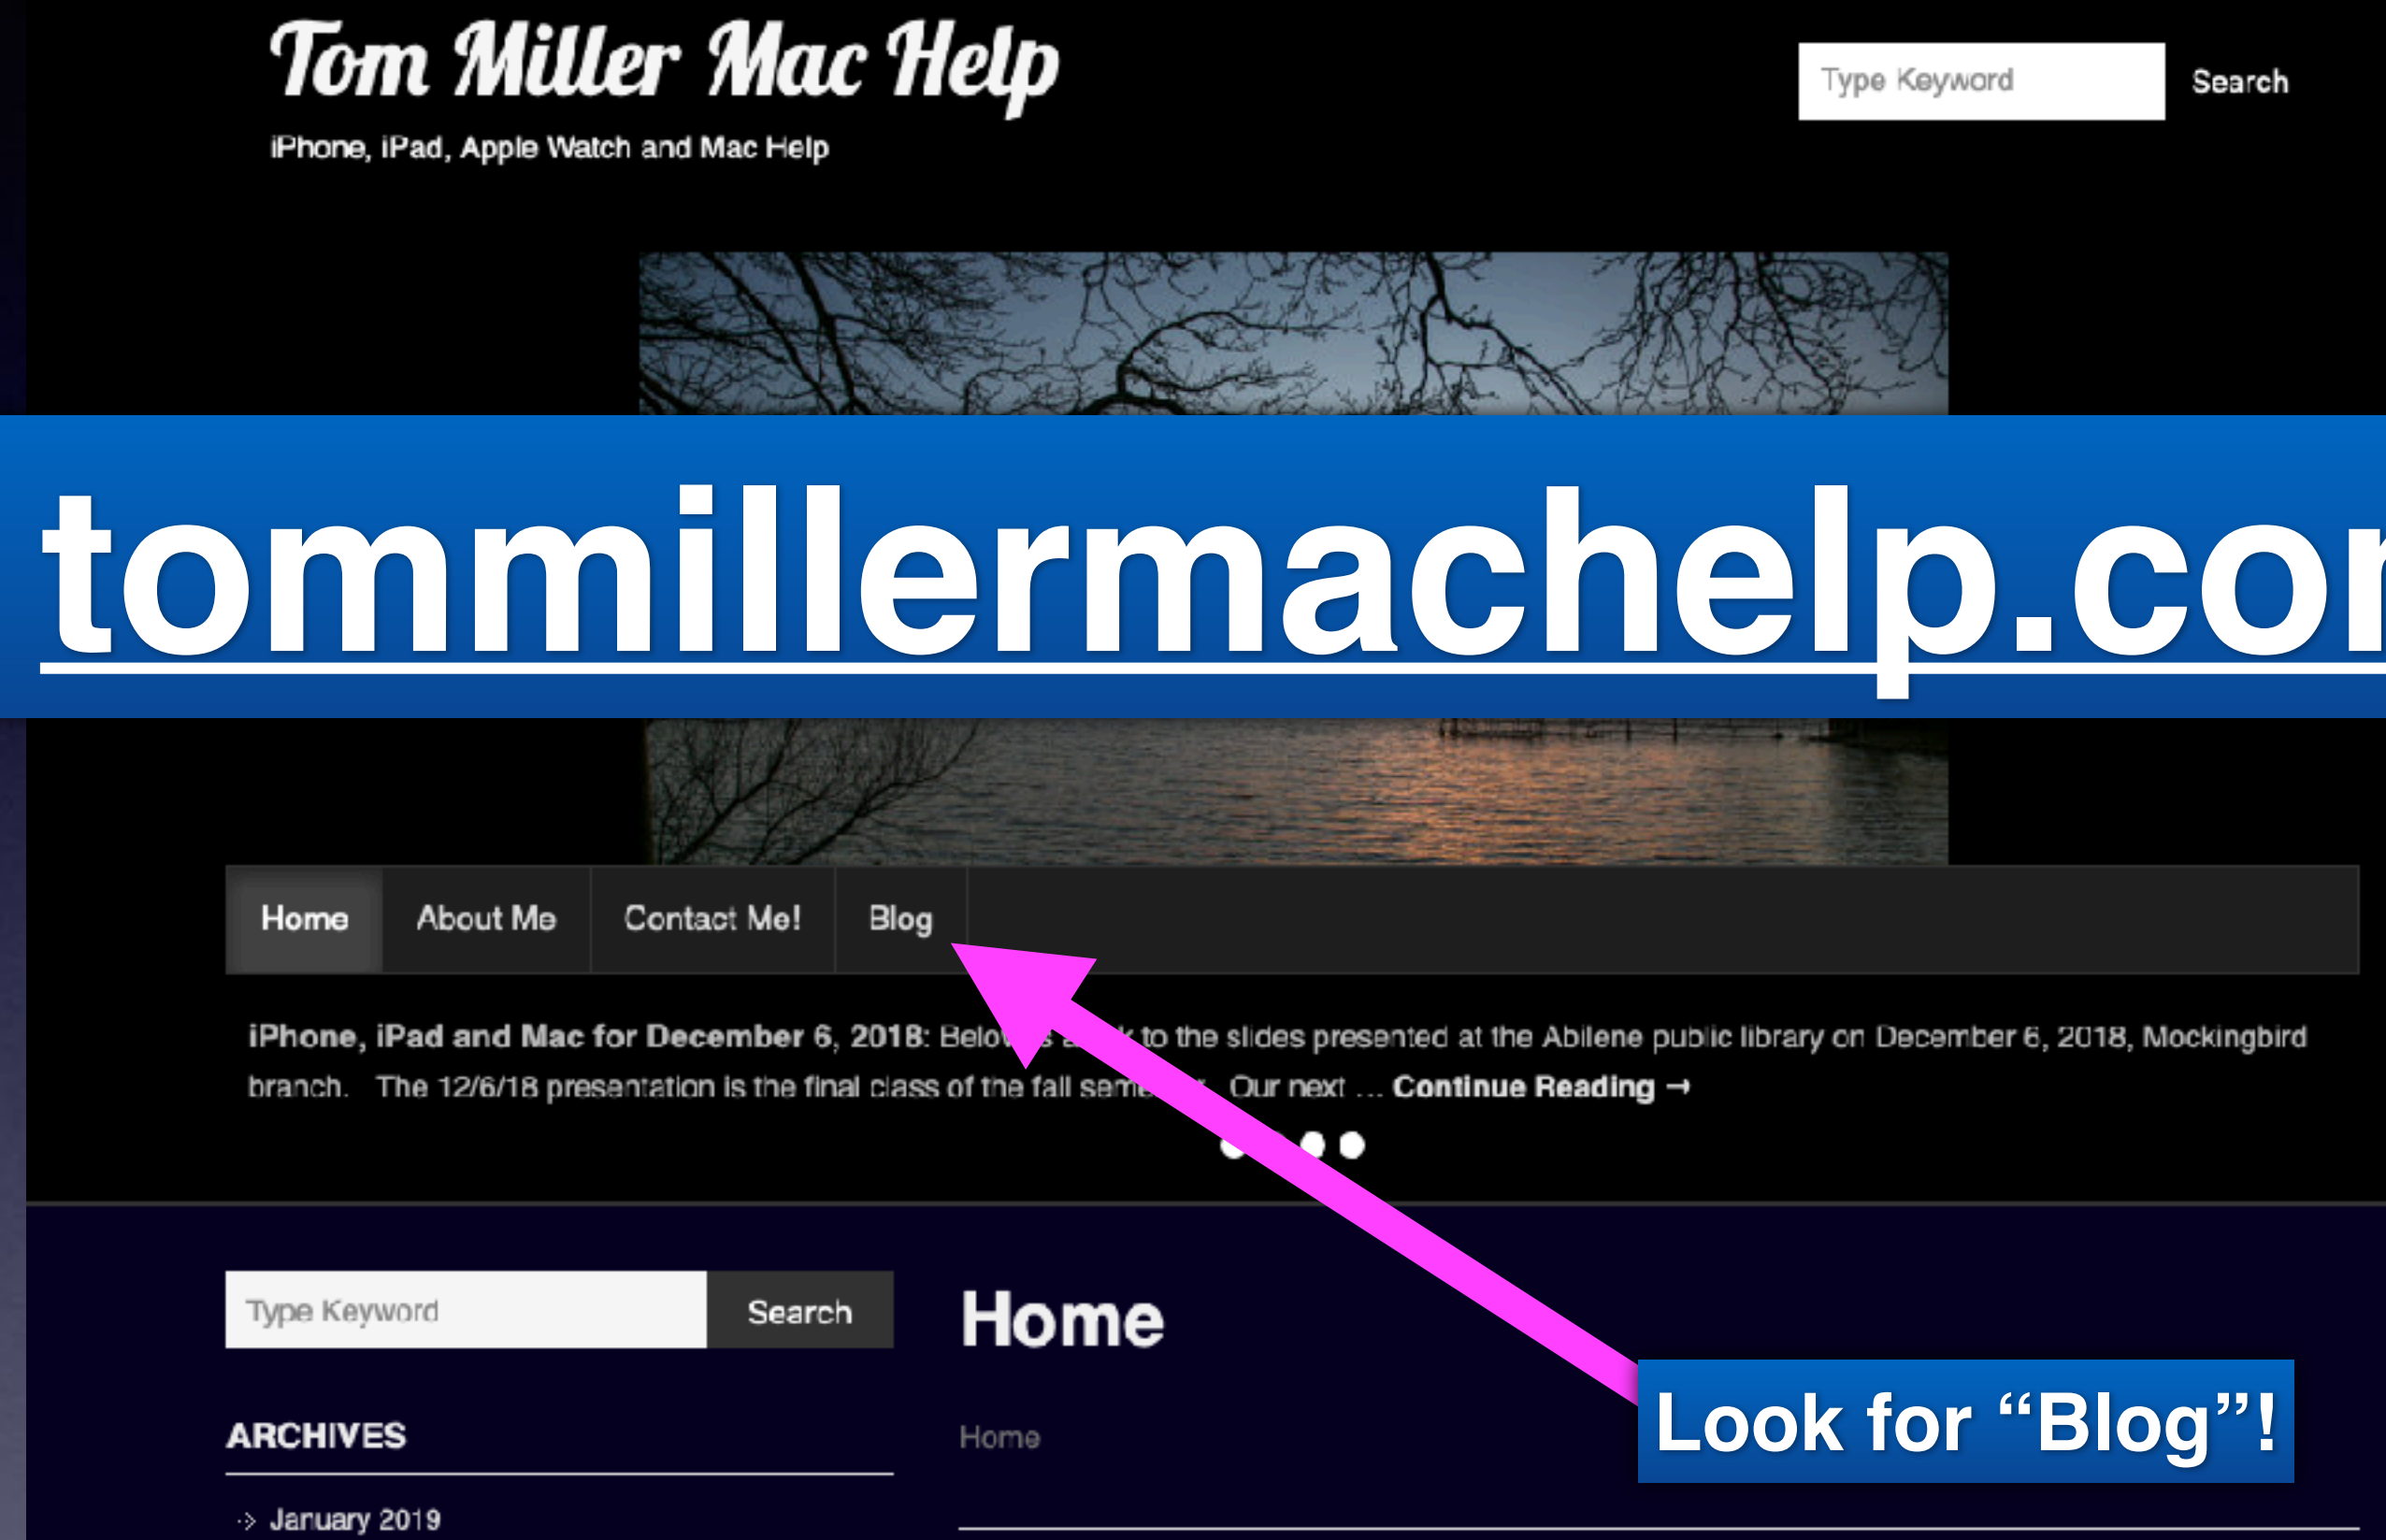 Tom Miller Mac Help
Type Keyword
Search
iPhone, iPad, Apple Watch and Mac Help
tommillermachelp.co
Home
About Me
Contact Me!
Blog
iPhone, iPad and Mac for December 6, 2018: to the slides presented at the Abilene public library on December 6, 2018, Mockingbird
branch. The 12/6/18 presentation is the final class of the fall Our next ... Continue Reading →
Type Keyword
Search
Home
ARCHIVES
Home
Look for “Blog”!
January 2019